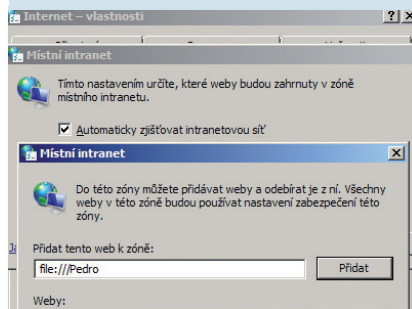 Internet – vlastnosti
Místní intranet
Tímto nastavením určíte, které weby budou zahrnuty v zóně
místního intranetu.
Automaticky zjišťovat intranetovou síť
Místní intranet
Do této zóny můžete přidávat weby a odebírat je z ní. Všechny
weby v této zóně budou používat nastavení zabezpečení této
zóny.
Přidat tento web k zóně:
file:///Pedro
Přidat
Weby: